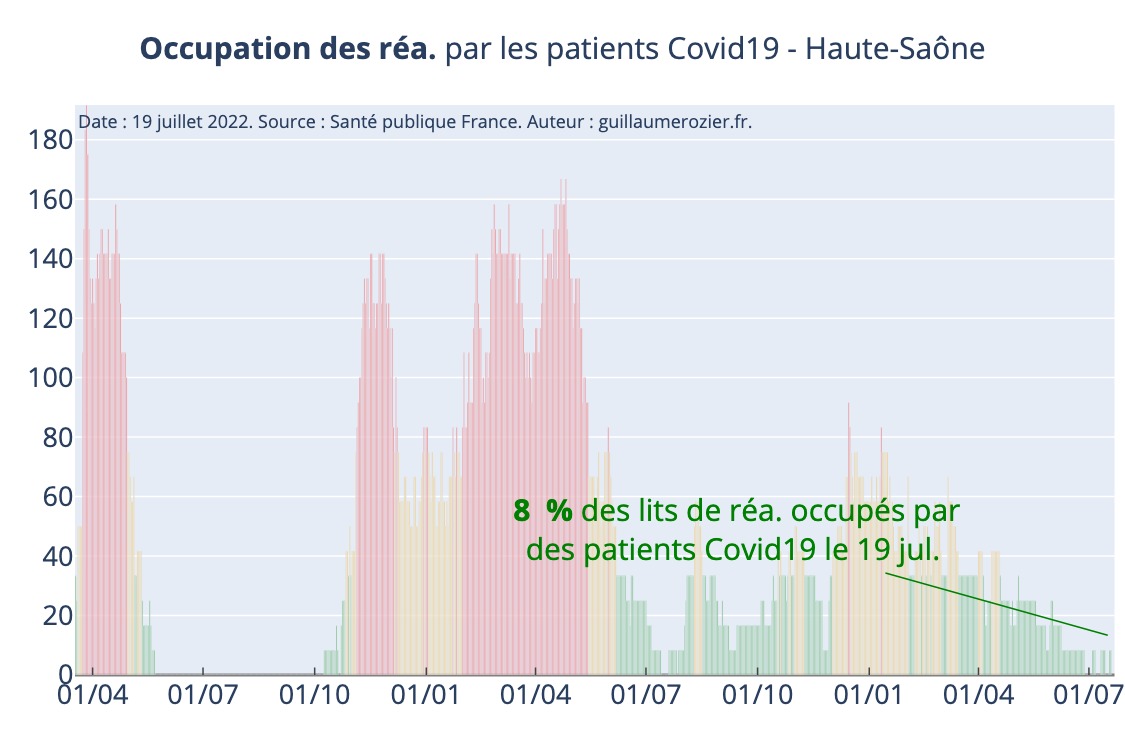 Occupation des réa. par les patients Covid19 - Haute-Saône
Date : 19 juillet 2022. Source : Santé publique France. Auteur : guillaumerozier.fr.
180
160
140
120
100
80
60
40
20
0
8 % des lits de réa. occupés par
des patients Covid19 le 19 jul.
01/04 01/07 01/10 01/01 01/04 01/07 01/10 01/01 01/04 01/07